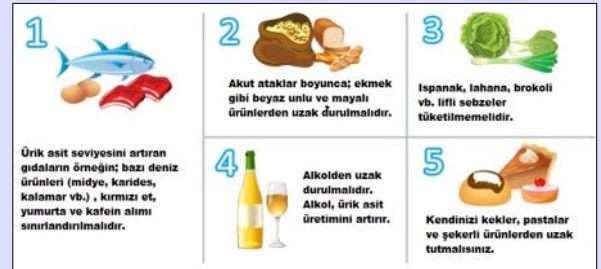 1
Ürik asit seviyesini artıran
gıdaların örneğin; bazı deniz
ürünleri (midye, karides,
kalamar vb.) , kırmızı et,
yumurta ve kafein alımı
sınırlandırılmalıdır.
2
Akut ataklar boyunca; ekmek
gibi beyaz unlu ve mayalı
ürünlerden uzak durulmalıdır.
3
Ispanak, lahana, brokoli
vb. lifli sebzeler
tüketilmemelidir.
4
Alkolden uzak
durulmalıdır.
Alkol, ürik asit
üretimini artırır.
5
Kendinizi kekler, pastalar
ve şekerli ürünlerden uzak
tutmalısınız.